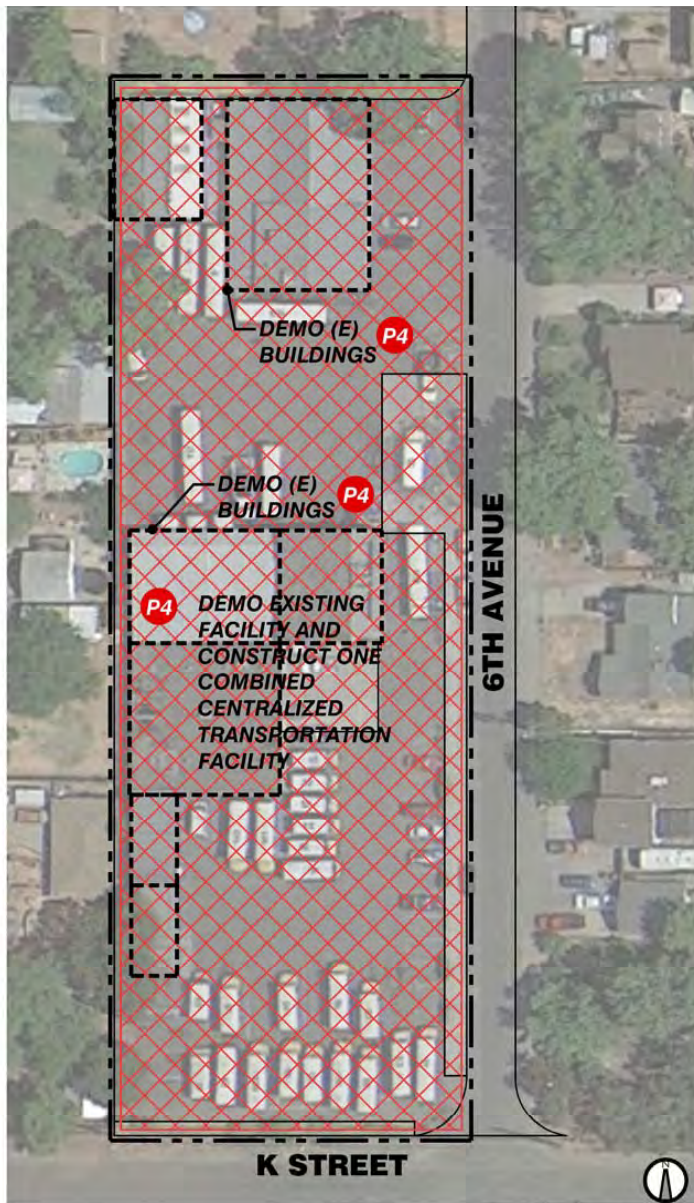 DEMO (E)
BUILDINGS
P4
DEMO (E)
BUILDINGS
P4
P4
DEMO EXISTING
FACILITY AND
CONSTRUCT ONE
COMBINED
CENTRALIZED
TRANSPORTATION
FACILITY
6TH AVENUE
K STREET
N